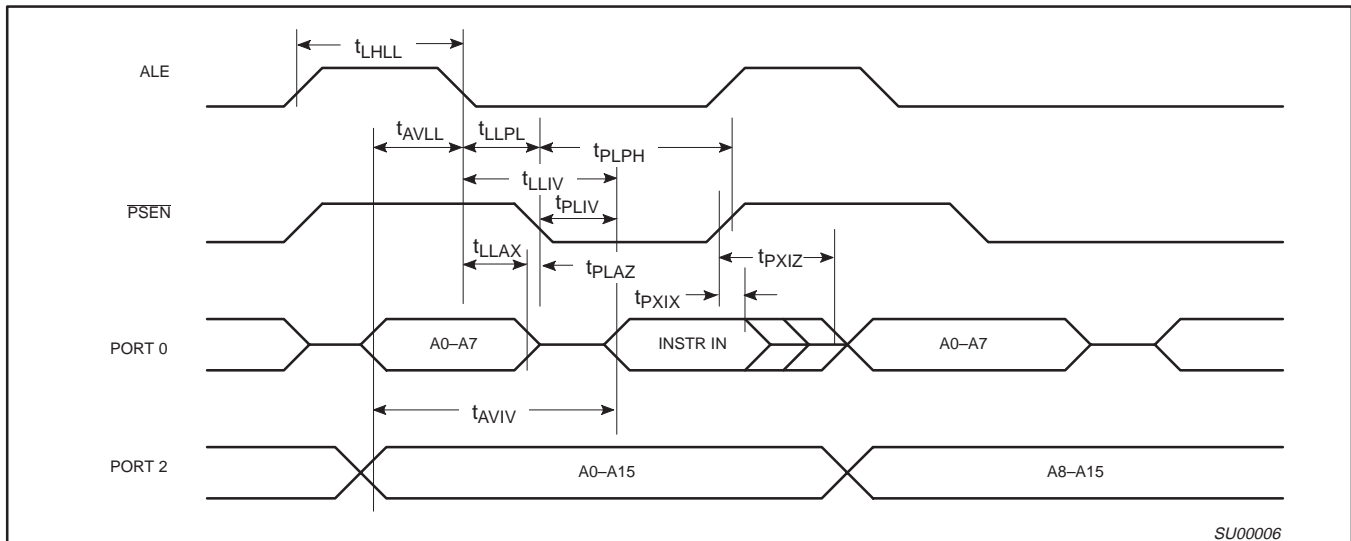 tLHLL
ALE
tAVLL tLLPL tPLPH
tLLIV
PSEN tPLIV
tLLAX tPLAZ tPXIZ
tPXIX
PORT 0 A0–A7 INSTR IN A0–A7
tAVIV
PORT 2 A0–A15 A8–A15
SU00006